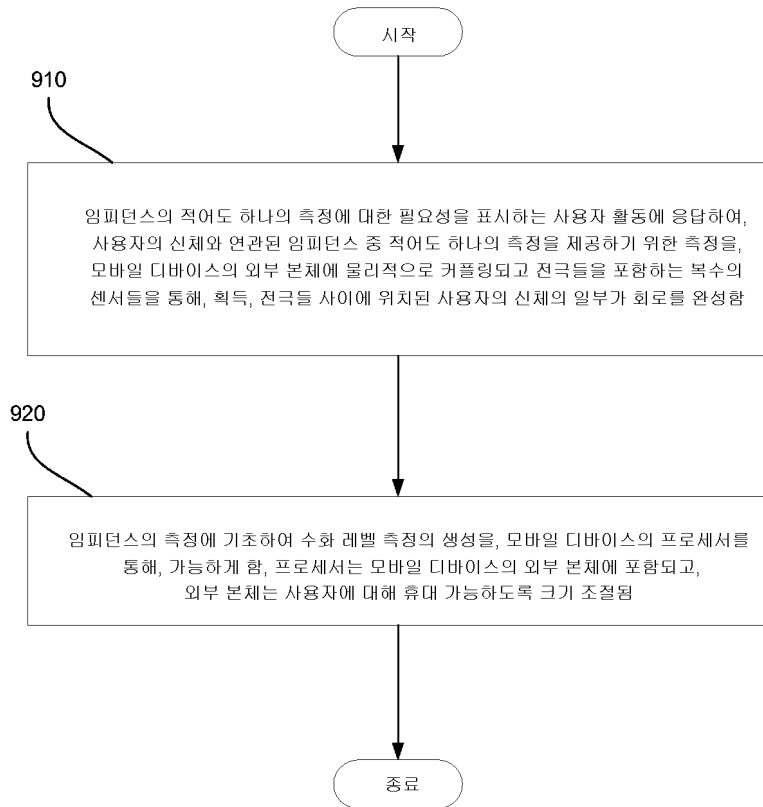 시작
910
임피던스의 적어도 하나의 측정에 대한 필요성을 표시하는 사용자 활동에 응답하여,
사용자의 신체와 연관된 임피던스 중 적어도 하나의 측정을 제공하기 위한 측정을,
모바일 디바이스의 외부 본체에 물리적으로 커플링되고 전극들을 포함하는 복수의
센서들을 통해, 획득, 전극들 사이에 위치된 사용자의 신체의 일부가 회로를 완성함
920
임피던스의 측정에 기초하여 수화 레벨 측정의 생성을, 모바일 디바이스의 프로세서를
통해, 가능하게 함, 프로세서는 모바일 디바이스의 외부 본체에 포함되고,
외부 본체는 사용자에 대해 휴대 가능하도록 크기 조절됨
종료